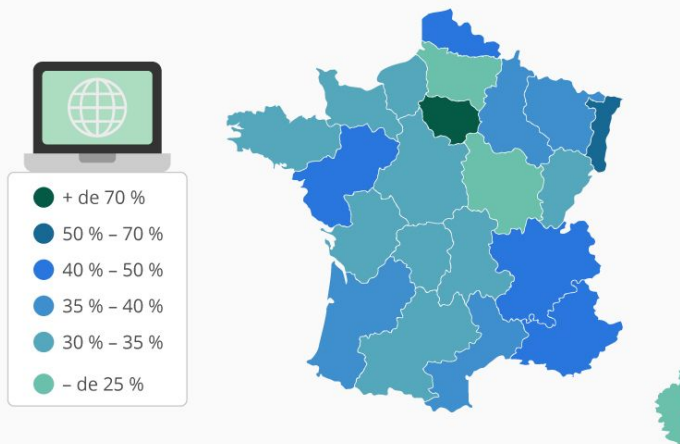 + de 70 %
50 % – 70 %
40 % – 50 %
35 % – 40 %
30 % – 35 %
– de 25 %